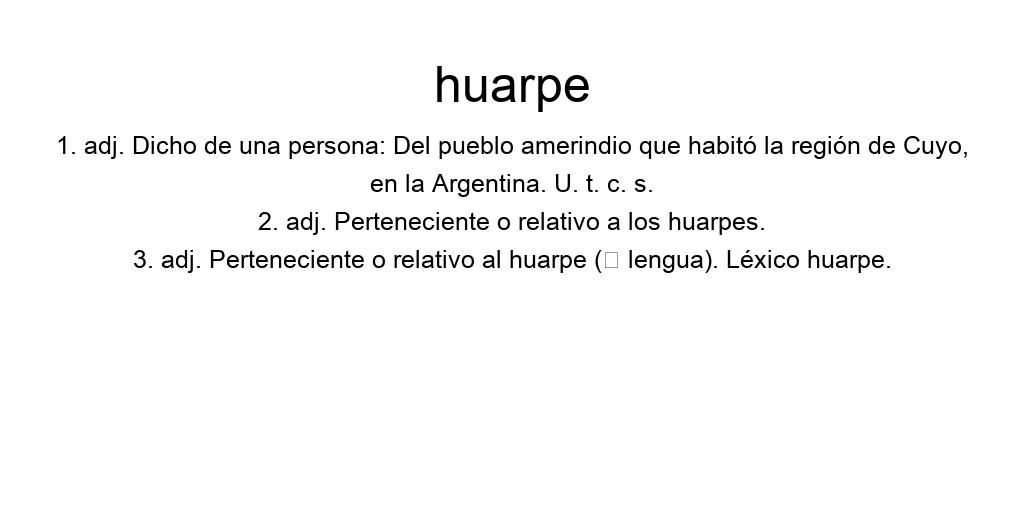 huarpe
1. adj. Dicho de una persona: Del pueblo amerindio que habitó la región de Cuyo,
en la Argentina. U. t. c. s.
2. adj. Perteneciente o relativo a los huarpes.
3. adj. Perteneciente o relativo al huarpe (□ lengua). Léxico huarpe.